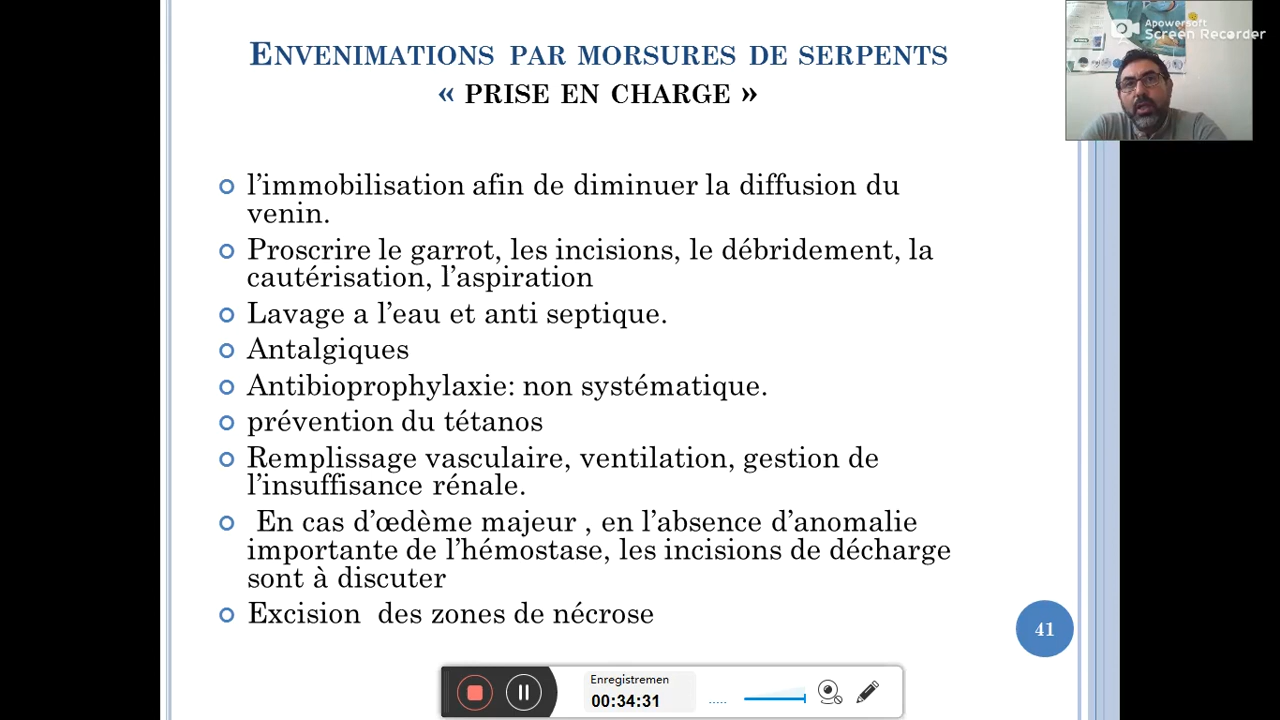 ENVENIMATIONS PAR MORSURES DE SERPENTS
« PRISE EN CHARGE »
Apowersoft
Screen Recorder
l'immobilisation afin de diminuer la diffusion du
venin.
Proscrire le garrot, les incisions, le débridement, la
cautérisation, l'aspiration
Lavage a l'eau et anti septique.
Antalgiques
Antibioprophylaxie: non systématique.
prévention du tétanos
Remplissage vasculaire, ventilation, gestion de
l'insuffisance rénale.
En cas d'œdème majeur , en l'absence d'anomalie
importante de l'hémostase, les incisions de décharge
sont à discuter
Excision des zones de nécrose
41
Enregistremen
00:34:31